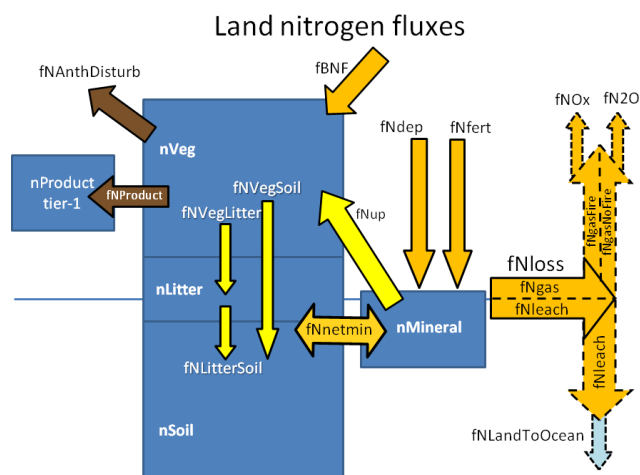 Land nitrogen fluxes
fNAnthDisturb
fBNF
fNOx
fN2O
fNdep
fNfert
nVeg
nProduct
tier-1
fNProduct
fNVegSoil
fNVegLitter
fNup
fNgasFire
fNgasNoFire
fNloss
nLitter
fNgas
fNleach
fNnetmin
nMineral
fNLitterSoil
fNleach
nSoil
fNLandToOcean